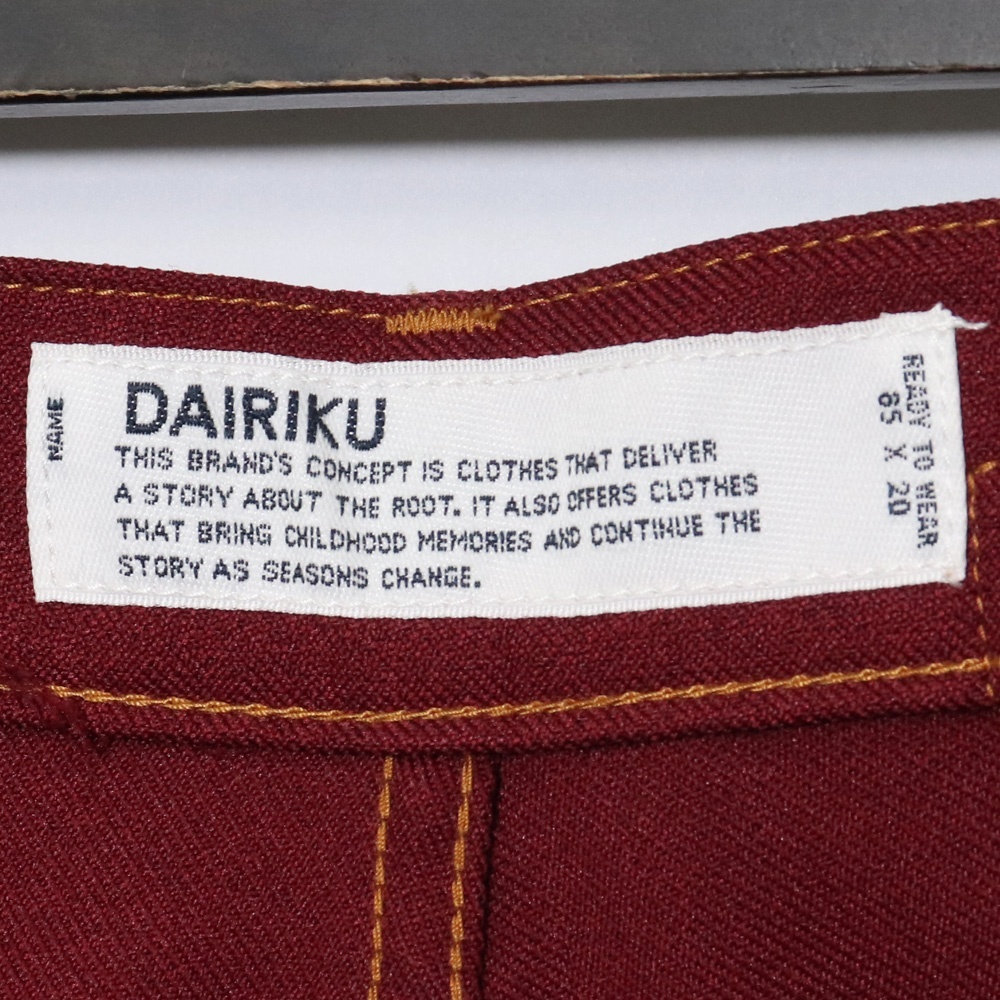 NAME
DAIRIKU
THIS BRAND'S CONCEPT IS CLOTHES THAT DELIVER
A STORY ABOUT THE ROOT. IT ALSO OFFERS CLOTHES
THAT BRING CHILDHOOD MEMORIES AND CONTINUE THE
STORY AS SEASONS CHANGE.
READY TO WEAR
65 X 20